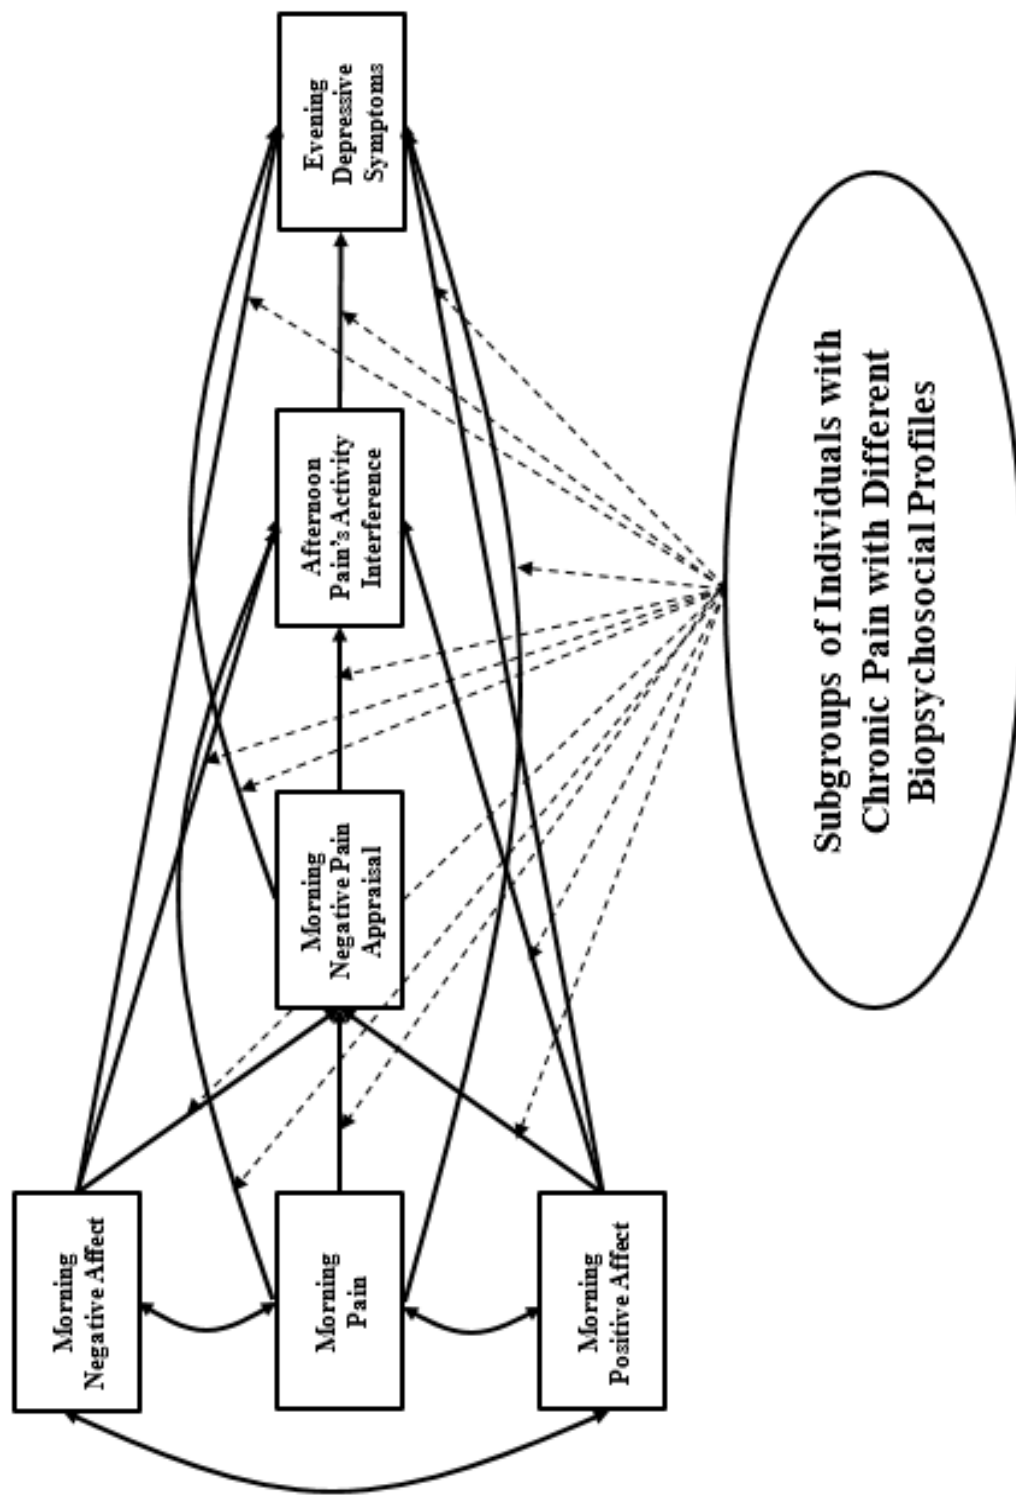 Morning
Negative Affect
Morning
Pain
Morning
Positive Affect
Morning
Negative Pain
Appraisal
Afternoon
Pain's Activity
Interference
Evening
Depressive
Symptoms
Subgroups of Individuals with
Chronic Pain with Different
Biopsychosocial Profiles